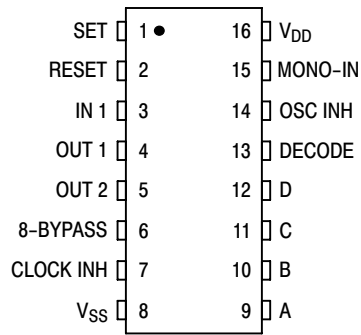 SET 1 16 VDD
RESET 2 15 MONO-IN
IN 1 3 14 OSC INH
OUT 1 4 13 DECODE
OUT 2 5 12 D
8-BYPASS 6 11 C
CLOCK INH 7 10 B
VSS 8 9 A